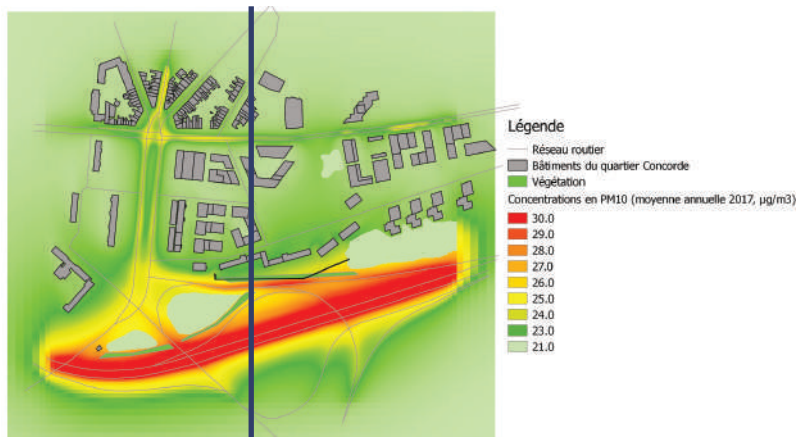 Légende
Réseau routier
Bâtiments du quartier Concorde
Végétation
Concentrations en PM10 (moyenne annuelle 2017, µg/m3)
30.0
29.0
28.0
27.0
26.0
25.0
24.0
23.0
21.0